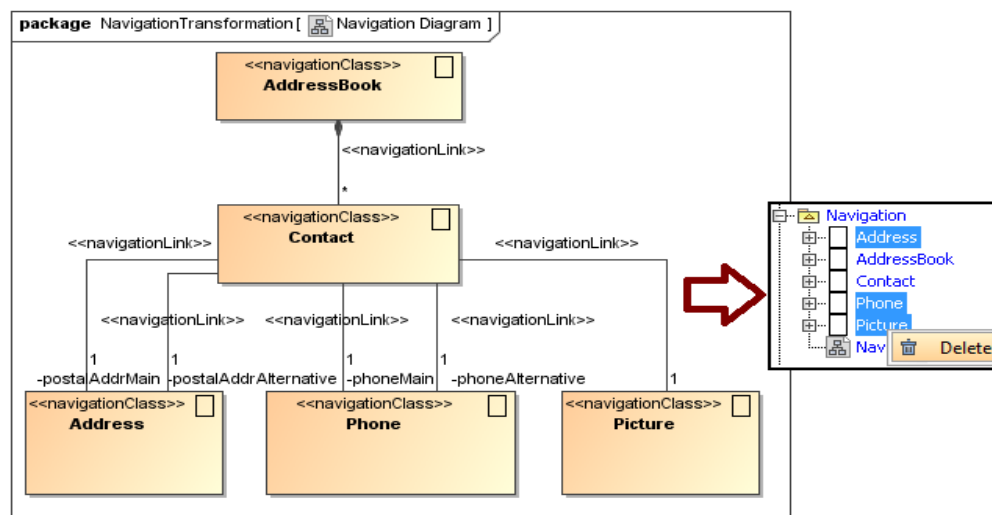 package NavigationTransformation [ Navigation Diagram ]
<<navigationClass>>
AddressBook
<<navigationLink>>
*
<<navigationClass>>
Contact
<<navigationLink>> <<navigationLink>>
<<navigationLink>> <<navigationLink>> <<navigationLink>>
1 1 1 1
-postalAddrMain -postalAddrAlternative -phoneMain -phoneAlternative 1
<<navigationClass>> <<navigationClass>> <<navigationClass>>
Address Phone Picture
Navigation
Address
AddressBook
Contact
Phone
Picture
Nav Delete